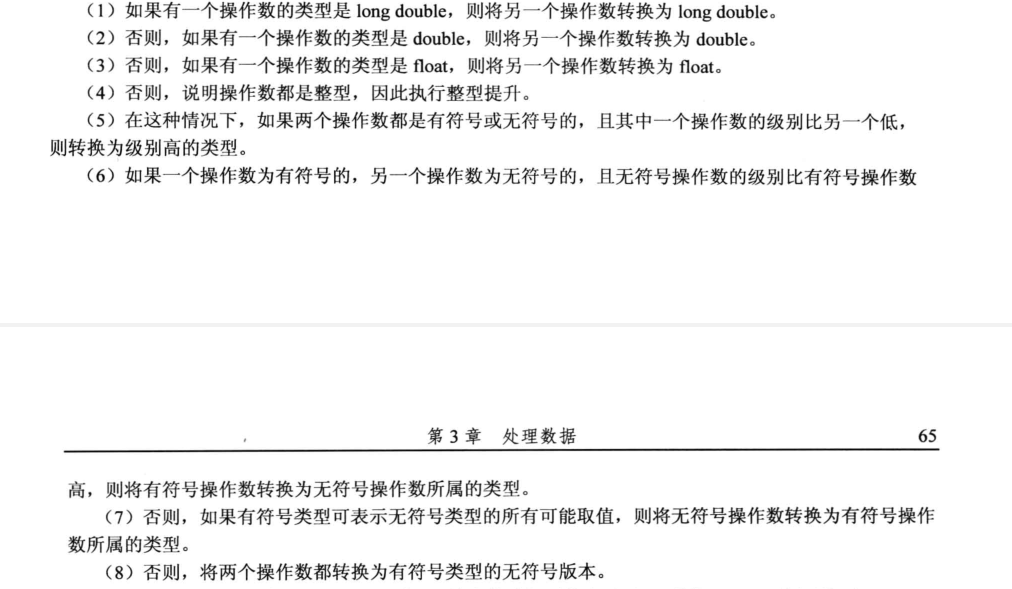 （1）如果有一个操作数的类型是 long double，则将另一个操作数转换为 long double。
（2）否则，如果有一个操作数的类型是 double，则将另一个操作数转换为 double。
（3）否则，如果有一个操作数的类型是 float，则将另一个操作数转换为 float。
（4）否则，说明操作数都是整型，因此执行整型提升。
（5）在这种情况下，如果两个操作数都是有符号或无符号的，且其中一个操作数的级别比另一个低，
则转换为级别高的类型。
（6）如果一个操作数为有符号的，另一个操作数为无符号的，且无符号操作数的级别比有符号操作数
第 3 章 处理数据 65
高，则将有符号操作数转换为无符号操作数所属的类型。
（7）否则，如果有符号类型可表示无符号类型的所有可能取值，则将无符号操作数转换为有符号操作
数所属的类型。
（8）否则，将两个操作数都转换为有符号类型的无符号版本。